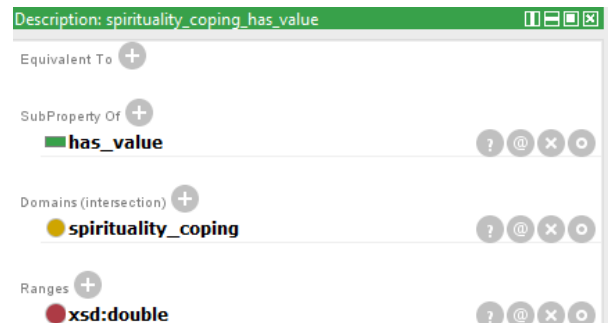 Description: spirituality_coping_has_value
Equivalent To
SubProperty Of
has_value
? @
Domains (intersection)
spirituality_coping
? @
Ranges
xsd:double
? @